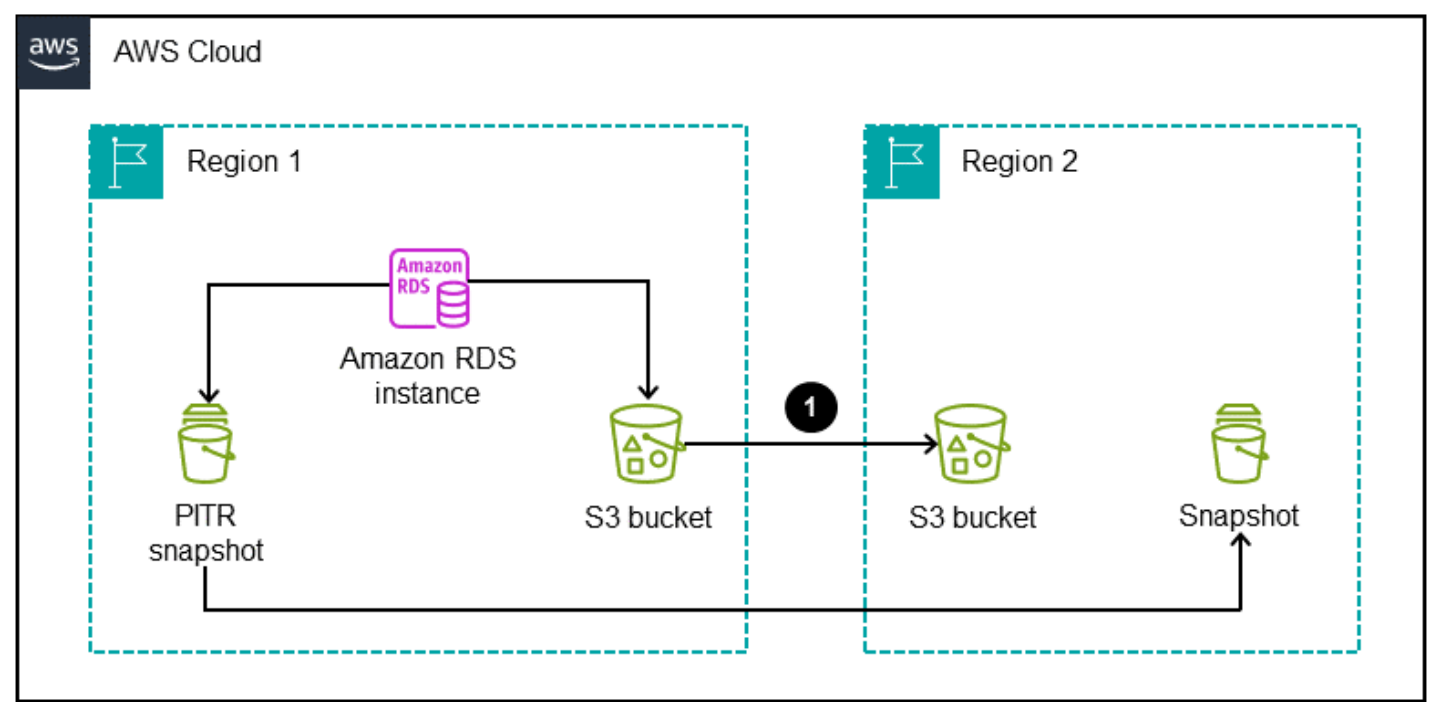 aws
AWS Cloud
Region 1
Region 2
Amazon
RDS
Amazon RDS
instance
1
PITR
snapshot
S3 bucket
S3 bucket
Snapshot